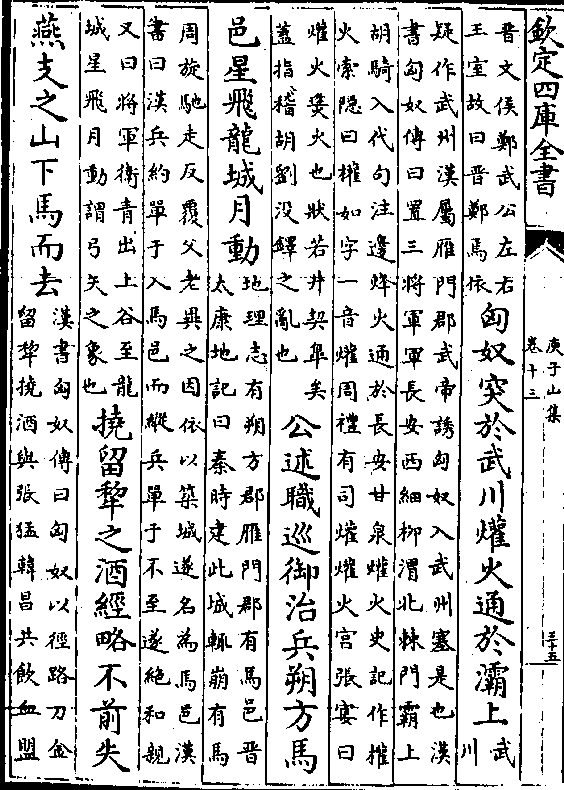 欽定四庫全書
庚子山集
卷十三
三十五
晉文侯鄭武公左右
王室故曰晉鄭焉依
匈奴突於武川爟火通於灞上
武
川
疑作武州漢屬雁門郡武帝誘匈奴入武州塞是也漢
書匈奴傳曰置三將軍軍長安西細柳渭北棘門霸上
胡騎入代句注邊烽火通於長安甘泉爟火史記作權
火索隠曰權如字一音爟周禮有司爟爟火官張宴曰
爟火㷭火也狀若井挈臯矣
蓋指稽胡劉没鐸之亂也
公述職巡御治兵朔方馬
邑星飛龍城月動
地理志有朔方郡雁門郡有馬邑晉
太康地記曰秦時建此城輒崩有馬
周旋馳走反覆父老異之因依以築城遂名為馬邑漢
書曰漢兵約單于入馬邑而縱兵單于不至遂絶和親
又曰將軍衛青出上谷至龍
城星飛月動謂弓矢之象也
撓留犂之酒經略不前失
燕支之山下馬而去
漢書匈奴傳曰匈奴以徑路刀金
留犂撓酒與張猛韓昌共飲血盟